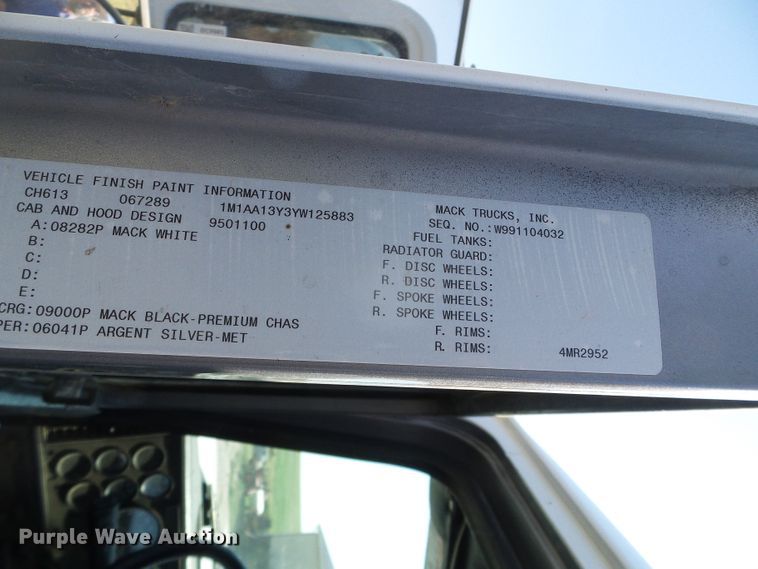 VEHICLE FINISH PAINT INFORMATION
CH613 067289 1M1AA13Y3YW125883
CAB AND HOOD DESIGN 9501100
A:08282P MACK WHITE
B:
C:
D:
E:
CRG:09000P MACK BLACK-PREMIUM CHAS
PER:06041P ARGENT SILVER-MET
MACK TRUCKS, INC.
SEQ. NO.:W991104032
FUEL TANKS:
RADIATOR GUARD:
F. DISC WHEELS:
R. DISC WHEELS:
F. SPOKE WHEELS:
R. SPOKE WHEELS:
F. RIMS:
R. RIMS: 4MR2952
Purple Wave Auction